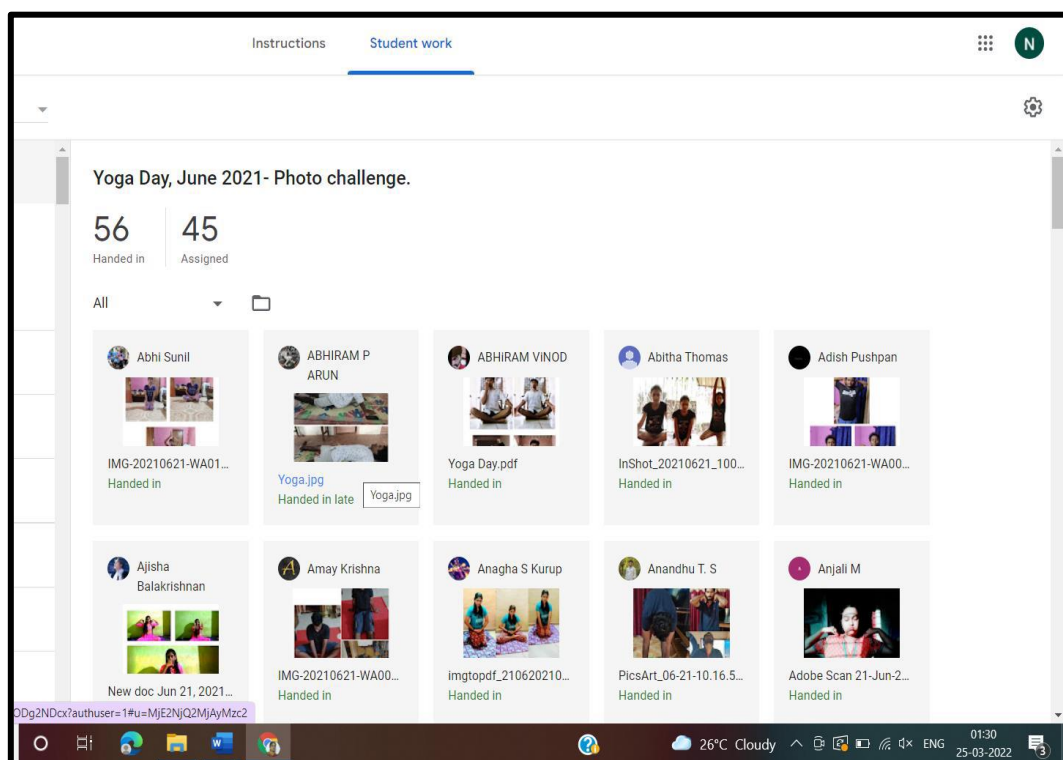 Instructions Student work
N
Yoga Day, June 2021- Photo challenge.
56 45
Handed in Assigned
All
Abhi Sunil
IMG-20210621-WA01...
Handed in
ABHIRAM P
ARUN
Yoga.jpg
Handed in late
Yoga.jpg
ABHiRAM ViNOD
Yoga Day.pdf
Handed in
Abitha Thomas
InShot_20210621_100...
Handed in
Adish Pushpan
IMG-20210621-WA00...
Handed in
Ajisha
Balakrishnan
New doc Jun 21, 2021...
Amay Krishna
A
IMG-20210621-WA00...
Handed in
Anagha S Kurup
imgtopdf_210620210...
Handed in
Anandhu T. S
PicsArt_06-21-10.16.5...
Handed in
Anjali M
Adobe Scan 21-Jun-2...
Handed in
ODg2NDcx?authuser=1#u=MjE2NjQ2MjAyMzc2
W
26°C Cloudy ENG 01:30
25-03-2022
3